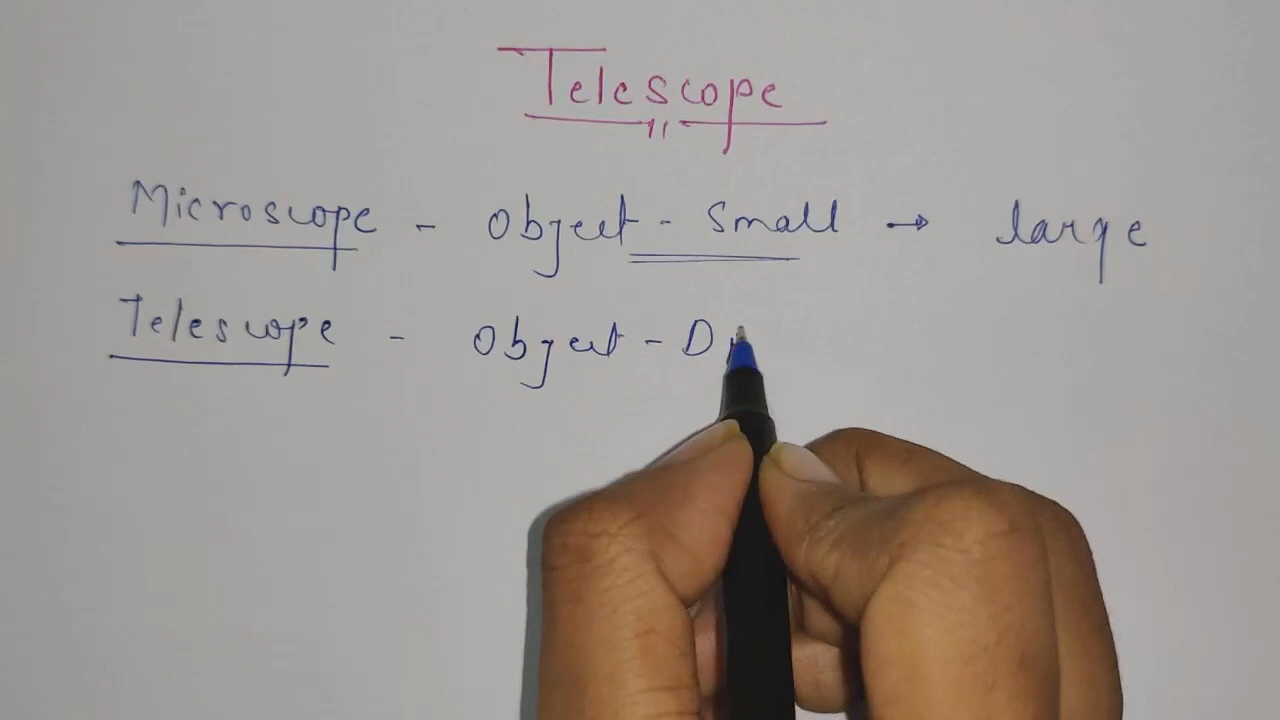 Telescope
Microscope - Object - Small → large
Telescope - Object - D